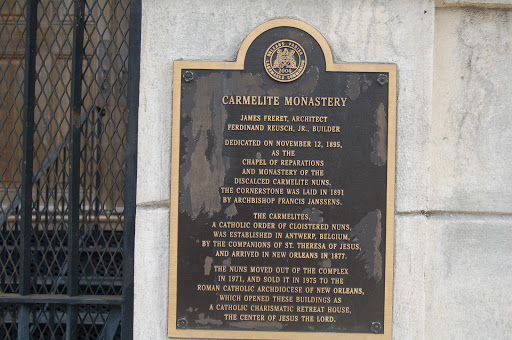 2004
CARMELITE MONASTERY
JAMES FRERET, ARCHITECT
FERDINAND REUSCH, JR., BUILDER
DEDICATED ON NOVEMBER 12, 1895,
AS THE
CHAPEL OF REPARATIONS
AND MONASTERY OF THE
DISCALCED CARMELITE NUNS.
THE CORNERSTONE WAS LAID IN 1891
BY ARCHBISHOP FRANCIS JANSSENS.
THE CARMELITES,
A CATHOLIC ORDER OF CLOISTERED NUNS,
WAS ESTABLISHED IN ANTWERP, BELGIUM,
BY THE COMPANIONS OF ST. THERESA OF JESUS,
AND ARRIVED IN NEW ORLEANS IN 1877.
THE NUNS MOVED OUT OF THE COMPLEX
IN 1971, AND SOLD IT IN 1975 TO THE
ROMAN CATHOLIC ARCHDIOCESE OF NEW ORLEANS,
WHICH OPENED THESE BUILDINGS AS
A CATHOLIC CHARISMATIC RETREAT HOUSE,
THE CENTER OF JESUS THE LORD.